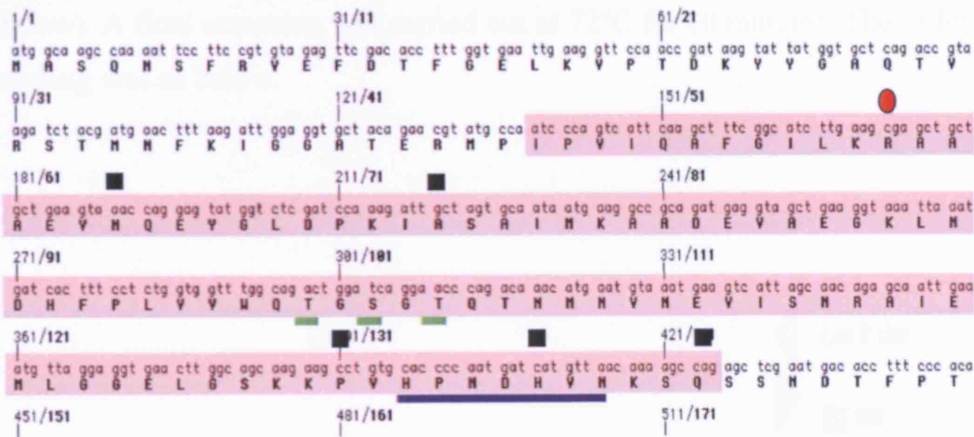 1/1 31/11 61/21
atg gca agc caa aat tcc ttc cgt gta gag ttc gac acc ttt ggt gaa ttg aag gtt cca acc gat aag tat tat ggt gct cag acc gta
M A S Q N S F R V E F D T F G E L K V P T D K Y Y G A Q T V
91/31 121/41 151/51
aga tct acg atg aac ttt aag att gga ggt gct aca gaa cgt atg cca atc cca gtc att caa gct ttc ggc atc ttg aag cga gct gct
R S T M N F K I G G A T E R M P I P V I Q A F G I L K R A A
181/61 211/71 241/81
gct gaa gta aac cag gag tat ggt ctc gat cca aag att gct agt gca ata atg aag gcc gca gat gag gta gct gaa ggt aaa tta aat
A E V N Q E Y G L D P K I A S A I M K A A D E V A E G K L N
271/91 301/101 331/111
gat cac ttt cct ctg gtg gtt tgg cag act gga tca gga acc cag aca aac atg aat gta aat gaa gtc att agc aac aga gca att gaa
D H F P L V V W Q T G S G T Q T N M N V N E V I S N R A I E
361/121 /131 421/
atg tta gga ggt gaa ctt ggc agc aag aag cct gtg cac ccc aat gat cat gtt aac aaa agc cag agc tcg aat gac acc ttt ccc aca
M L G G E L G S K K P V H P N D H V N K S Q S S N D T F P T
451/151 481/161 511/171